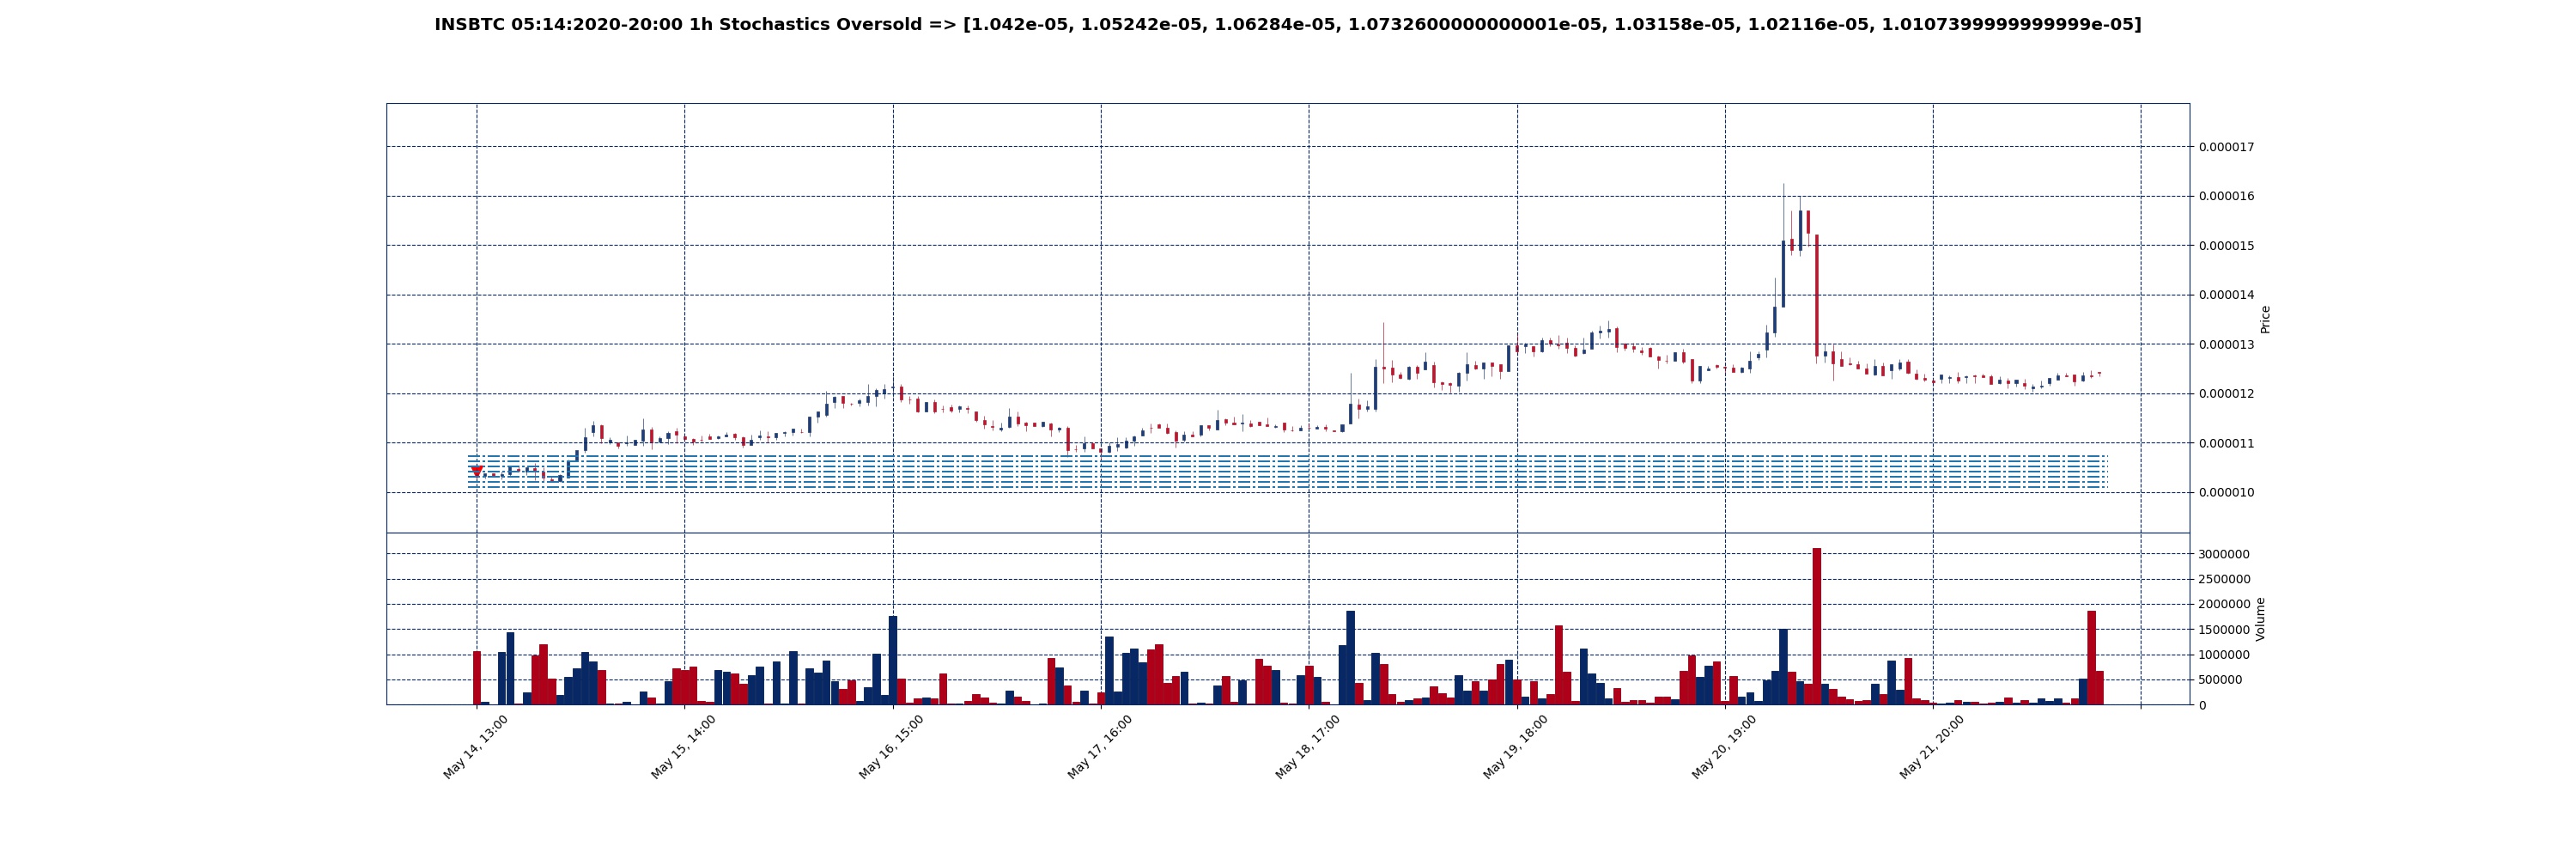 INSBTC 05:14:2020-20:00 1h Stochastics Oversold => [1.042e-05, 1.05242e-05, 1.06284e-05, 1.0732600000000001e-05, 1.03158e-05, 1.02116e-05, 1.0107399999999999e-05]
0.000017
0.000016
0.000015
0.000014
0.000013
0.000012
0.000011
0.000010
Price
3000000
2500000
2000000
1500000
1000000
500000
0
Volume
May 14, 13:00
May 15, 14:00
May 16, 15:00
May 17, 16:00
May 18, 17:00
May 19, 18:00
May 20, 19:00
May 21, 20:00